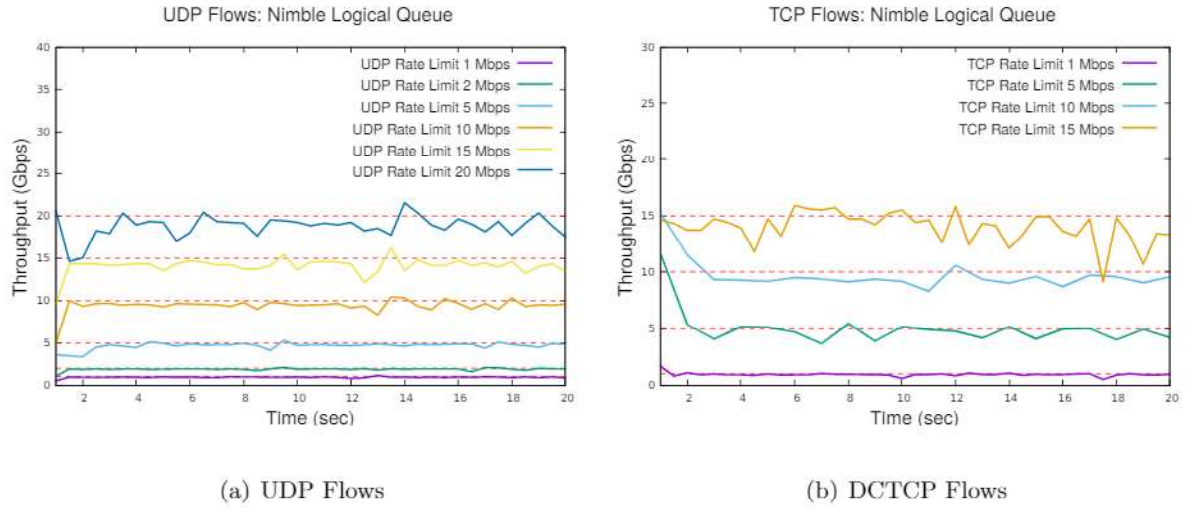 UDP Flows: Nimble Logical Queue
40
35
30
25
20
15
10
5
0
Throughput (Gbps)
UDP Rate Limit 1 Mbps
UDP Rate Limit 2 Mbps
UDP Rate Limit 5 Mbps
UDP Rate Limit 10 Mbps
UDP Rate Limit 15 Mbps
UDP Rate Limit 20 Mbps
2 4 6 8 10 12 14 16 18 20
Time (sec)
(a) UDP Flows
TCP Flows: Nimble Logical Queue
30
25
20
15
10
5
0
Throughput (Gbps)
TCP Rate Limit 1 Mbps
TCP Rate Limit 5 Mbps
TCP Rate Limit 10 Mbps
TCP Rate Limit 15 Mbps
2 4 6 8 10 12 14 16 18 20
Time (sec)
(b) DCTCP Flows